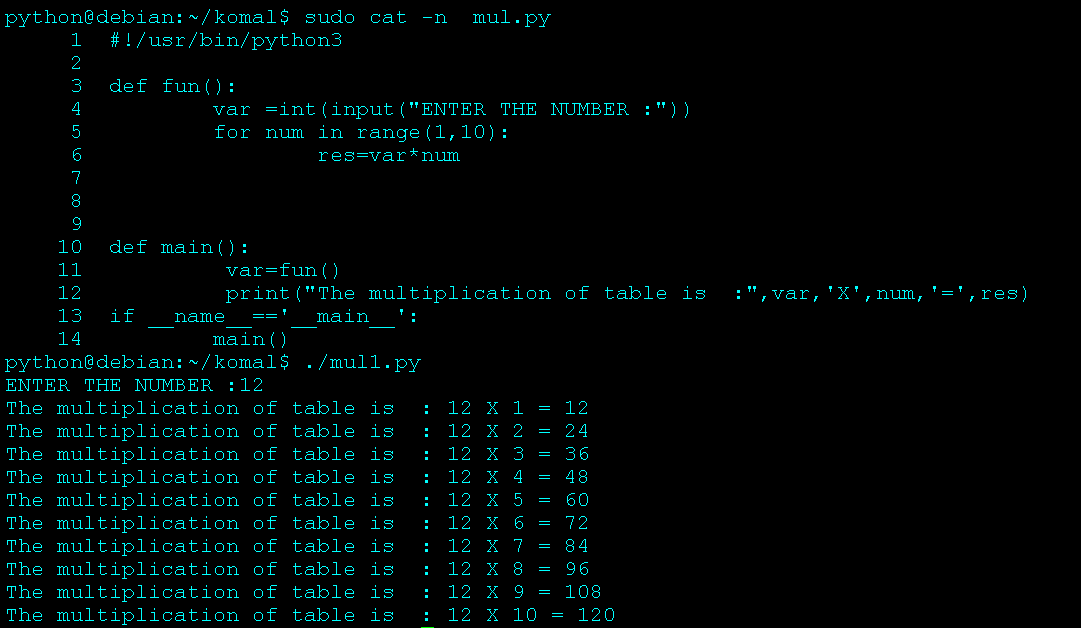 python@debian:~/komal$ sudo cat -n  mul.py
     1  #!/usr/bin/python3
     2
     3  def fun():
     4          var =int(input("ENTER THE NUMBER :"))
     5          for num in range(1,10):
     6                  res=var*num
     7
     8
     9
    10  def main():
    11           var=fun()
    12           print("The multiplication of table is  :",var,'X',num,'=',res)
    13  if __name__=='__main__':
    14          main()
python@debian:~/komal$ ./mul1.py
ENTER THE NUMBER :12
The multiplication of table is  : 12 X 1 = 12
The multiplication of table is  : 12 X 2 = 24
The multiplication of table is  : 12 X 3 = 36
The multiplication of table is  : 12 X 4 = 48
The multiplication of table is  : 12 X 5 = 60
The multiplication of table is  : 12 X 6 = 72
The multiplication of table is  : 12 X 7 = 84
The multiplication of table is  : 12 X 8 = 96
The multiplication of table is  : 12 X 9 = 108
The multiplication of table is  : 12 X 10 = 120